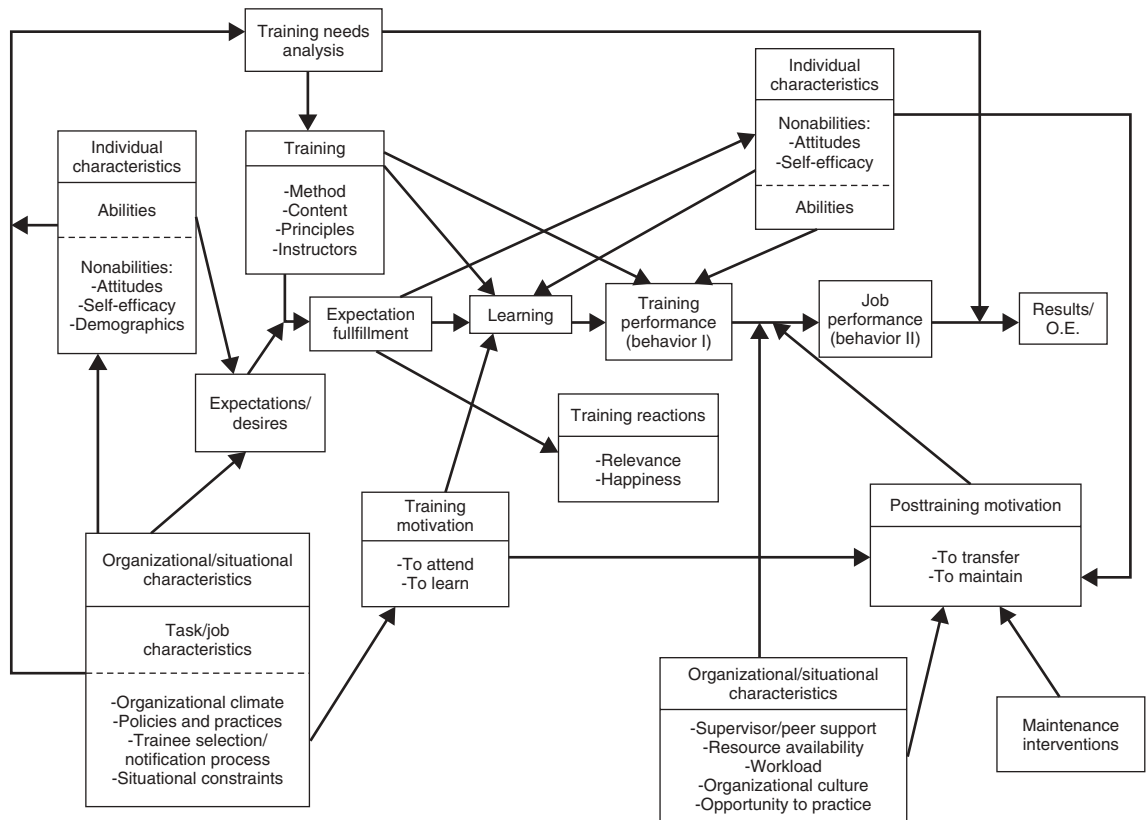 Training needs
analysis
Individual
characteristics
Nonabilities:
-Attitudes
-Self-efficacy
Abilities
Individual
characteristics
Abilities
Nonabilities:
-Attitudes
-Self-efficacy
-Demographics
Training
-Method
-Content
-Principles
-Instructors
Expectation
fullfillment
Learning
Training
performance
(behavior I)
Job
performance
(behavior II)
Results/
O.E.
Expectations/
desires
Training reactions
-Relevance
-Happiness
Training
motivation
-To attend
-To learn
Posttraining motivation
-To transfer
-To maintain
Organizational/situational
characteristics
Task/job
characteristics
-Organizational climate
-Policies and practices
-Trainee selection/
notification process
-Situational constraints
Organizational/situational
characteristics
-Supervisor/peer support
-Resource availability
-Workload
-Organizational culture
-Opportunity to practice
Maintenance
interventions